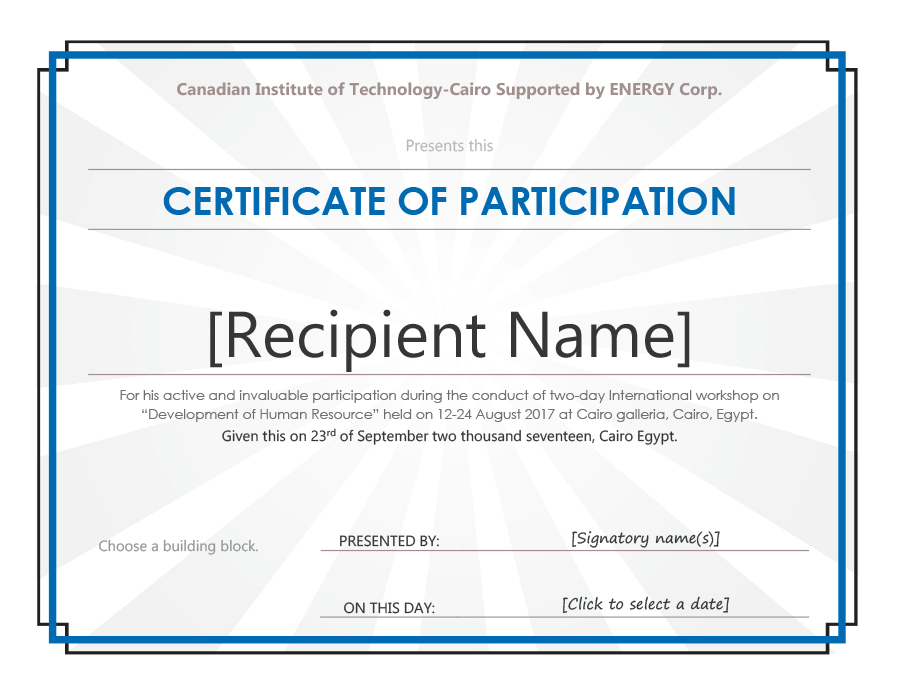 Canadian Institute of Technology-Cairo Supported by ENERGY Corp.
Presents this
CERTIFICATE OF PARTICIPATION
[Recipient Name]
For his active and invaluable participation during the conduct of two-day International workshop on
“Development of Human Resource” held on 12-24 August 2017 at Cairo galleria, Cairo, Egypt.
Given this on 23rd of September two thousand seventeen, Cairo Egypt.
Choose a building block.
PRESENTED BY: [Signatory name(s)]
ON THIS DAY: [Click to select a date]